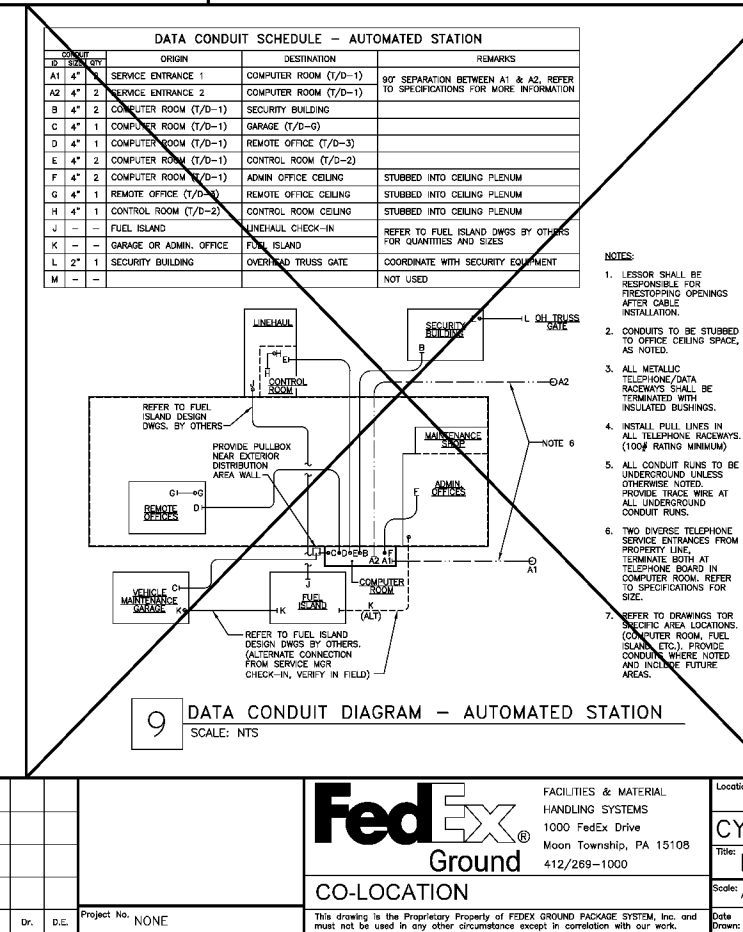 DATA CONDUIT SCHEDULE – AUTOMATED STATION
CONDUIT
ID SIZE QTY ORIGIN DESTINATION REMARKS
A1 4" SERVICE ENTRANCE 1 COMPUTER ROOM (T/D-1)
90° SEPARATION BETWEEN A1 & A2, REFER
TO SPECIFICATIONS FOR MORE INFORMATION
A2 4" 2 SERVICE ENTRANCE 2 COMPUTER ROOM (T/D-1)
B 4" 2 COMPUTER ROOM (T/D-1) SECURITY BUILDING
C 4" 1 COMPUTER ROOM (T/D-1) GARAGE (T/D-G)
D 4" 1 COMPUTER ROOM (T/D-1) REMOTE OFFICE (T/D-3)
E 4" 2 COMPUTER ROOM (T/D-1) CONTROL ROOM (T/D-2)
F 4" 2 COMPUTER ROOM (T/D-1) ADMIN OFFICE CEILING STUBBED INTO CEILING PLENUM
G 4" 1 REMOTE OFFICE (T/D-3) REMOTE OFFICE CEILING STUBBED INTO CEILING PLENUM
H 4" 1 CONTROL ROOM (T/D-2) CONTROL ROOM CEILING STUBBED INTO CEILING PLENUM
J – – FUEL ISLAND LINEHAUL CHECK-IN
REFER TO FUEL ISLAND DWGS BY OTHERS
FOR QUANTITIES AND SIZES
K – – GARAGE OR ADMIN. OFFICE FUEL ISLAND
L 2" 1 SECURITY BUILDING OVERHEAD TRUSS GATE COORDINATE WITH SECURITY EQUIPMENT
M – – NOT USED
NOTES:
1. LESSOR SHALL BE
RESPONSIBLE FOR
FIRESTOPPING OPENINGS
AFTER CABLE
INSTALLATION.
2. CONDUITS TO BE STUBBED
TO OFFICE CEILING SPACE,
AS NOTED.
3. ALL METALLIC
TELEPHONE/DATA
RACEWAYS SHALL BE
TERMINATED WITH
INSULATED BUSHINGS.
4. INSTALL PULL LINES IN
ALL TELEPHONE RACEWAYS.
(100# RATING MINIMUM)
5. ALL CONDUIT RUNS TO BE
UNDERGROUND UNLESS
OTHERWISE NOTED.
PROVIDE TRACE WIRE AT
ALL UNDERGROUND
CONDUIT RUNS.
6. TWO DIVERSE TELEPHONE
SERVICE ENTRANCES FROM
PROPERTY LINE,
TERMINATE BOTH AT
TELEPHONE BOARD IN
COMPUTER ROOM. REFER
TO SPECIFICATIONS FOR
SIZE.
7. REFER TO DRAWINGS TOR
SPECIFIC AREA LOCATIONS.
(COMPUTER ROOM, FUEL
ISLAND, ETC.). PROVIDE
CONDUITS WHERE NOTED
AND INCLUDE FUTURE
AREAS.
LINEHAUL
H
E
H
CONTROL
ROOM
J
SECURITY
BUILDING
L
L OH TRUSS
GATE
B
A2
REFER TO FUEL
ISLAND DESIGN
DWGS. BY OTHERS
PROVIDE PULLBOX
NEAR EXTERIOR
DISTRIBUTION
AREA WALL
MAINTENANCE
SHOP
NOTE 6
ADMIN
OFFICES
F
G G
REMOTE
OFFICES
D
C D E B
A2 A1 F
A1
COMPUTER
ROOM
VEHICLE
MAINTENANCE
GARAGE
C
K
J
FUEL
ISLAND
K
K
(ALT)
REFER TO FUEL ISLAND
DESIGN DWGS BY OTHERS.
(ALTERNATE CONNECTION
FROM SERVICE MGR
CHECK-IN, VERIFY IN FIELD)
9 DATA CONDUIT DIAGRAM – AUTOMATED STATION
SCALE: NTS
FedEx®
Ground
FACILITIES & MATERIAL
HANDLING SYSTEMS
1000 FedEx Drive
Moon Township, PA 15108
412/269-1000
CO-LOCATION
This drawing is the Proprietary Property of FEDEX GROUND PACKAGE SYSTEM, Inc. and
must not be used in any other circumstance except in correlation with our work.
Dr. D.E. Project No. NONE
CY
Title:
Scale:
Date
Drawn: